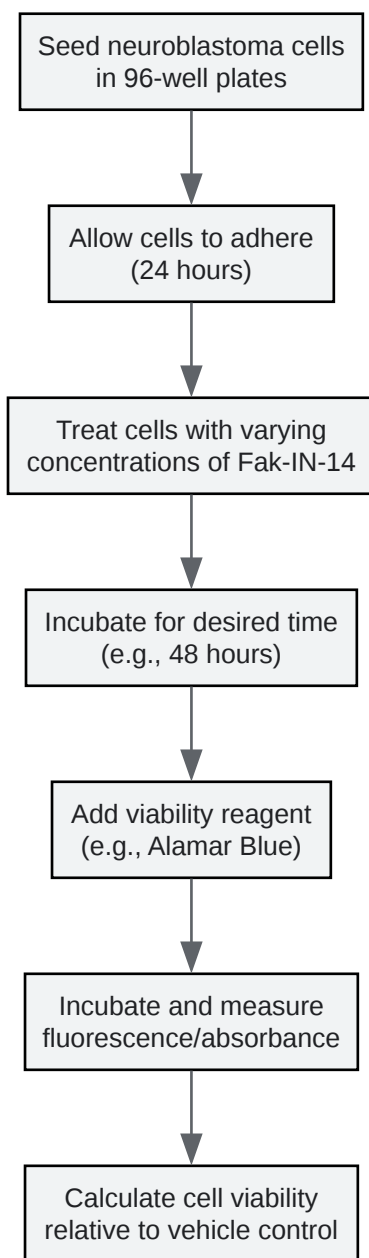 Seed neuroblastoma cells
in 96-well plates
Allow cells to adhere
(24 hours)
Treat cells with varying
concentrations of Fak-IN-14
Incubate for desired time
(e.g., 48 hours)
Add viability reagent
(e.g., Alamar Blue)
Incubate and measure
fluorescence/absorbance
Calculate cell viability
relative to vehicle control